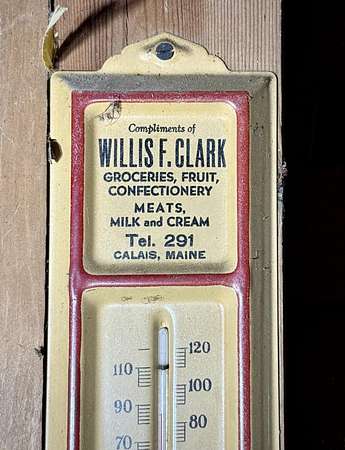 Compliments of
WILLIS F. CLARK
GROCERIES, FRUIT,
CONFECTIONERY
MEATS,
MILK and CREAM
Tel. 291
CALAIS, MAINE
120
110
100
90
80
70